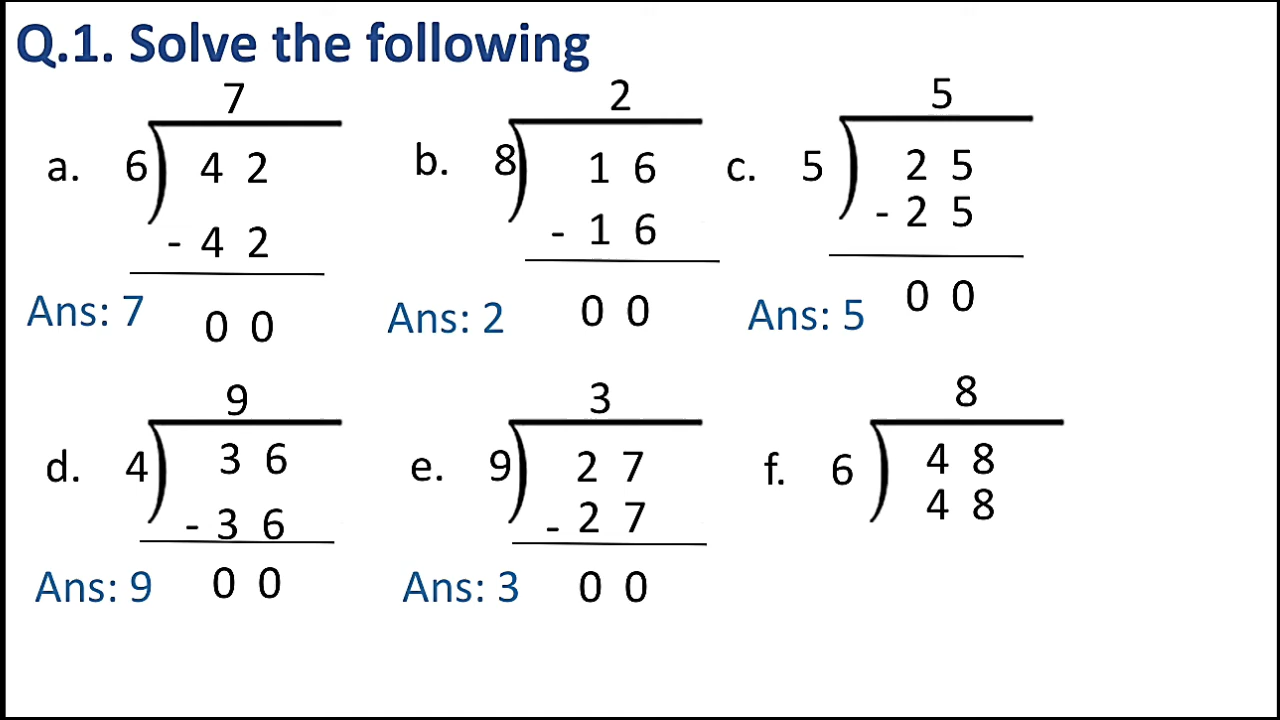 Q.1. Solve the following
7 2 5
a. 6 4 2 b. 8 1 6 c. 5 2 5
- 4 2 - 1 6 - 2 5
Ans: 7 0 0 Ans: 2 0 0 Ans: 5 0 0
9 3 8
d. 4 3 6 e. 9 2 7 f. 6 4 8
- 3 6 - 2 7 4 8
Ans: 9 0 0 Ans: 3 0 0